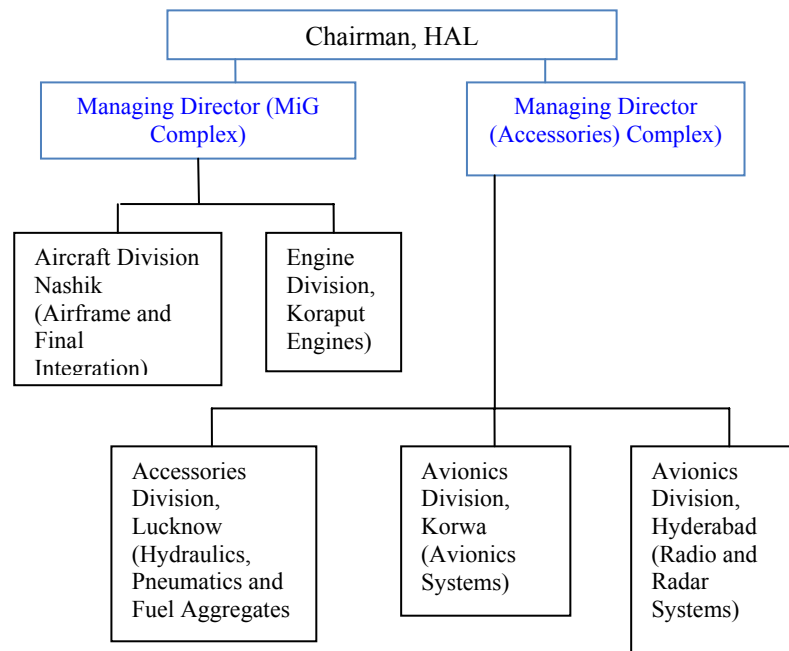 Chairman, HAL
Managing Director (MiG
Complex)
Managing Director
(Accessories) Complex)
Aircraft Division
Nashik
(Airframe and
Final
Integration)
Engine
Division,
Koraput
Engines)
Accessories
Division,
Lucknow
(Hydraulics,
Pneumatics and
Fuel Aggregates
Avionics
Division,
Korwa
(Avionics
Systems)
Avionics
Division,
Hyderabad
(Radio and
Radar
Systems)